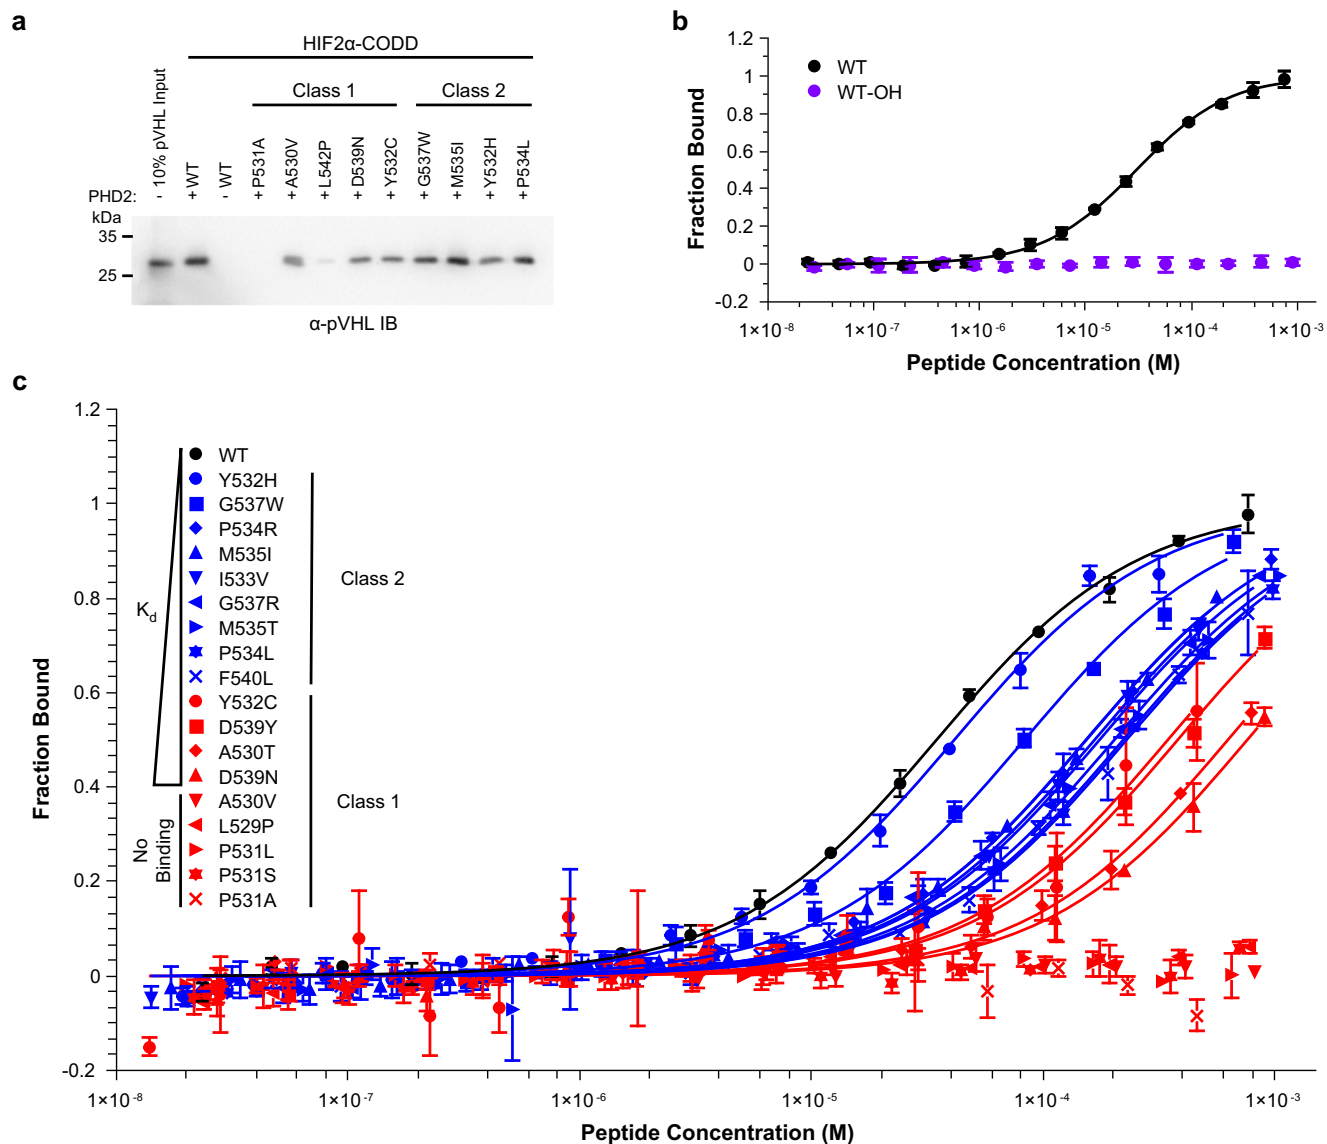 a
HIF2α-CODD
Class 1
Class 2
- 10% pVHL Input
+ WT
- WT
+ P531A
+ A530V
+ L542P
+ D539N
+ Y532C
+ G537W
+ M535I
+ Y532H
+ P534L
PHD2:
kDa
35
25
α-pVHL IB
b
WT
WT-OH
1.2
1
0.8
0.6
0.4
0.2
0
-0.2
Fraction Bound
1×10-8
1×10-7
1×10-6
1×10-5
1×10-4
1×10-3
Peptide Concentration (M)
c
1.2
1
0.8
0.6
0.4
0.2
0
-0.2
Fraction Bound
Kd
No Binding
WT
Y532H
G537W
P534R
M535I
I533V
G537R
M535T
P534L
F540L
Y532C
D539Y
A530T
D539N
A530V
L529P
P531L
P531S
P531A
Class 2
Class 1
1×10-8
1×10-7
1×10-6
1×10-5
1×10-4
1×10-3
Peptide Concentration (M)